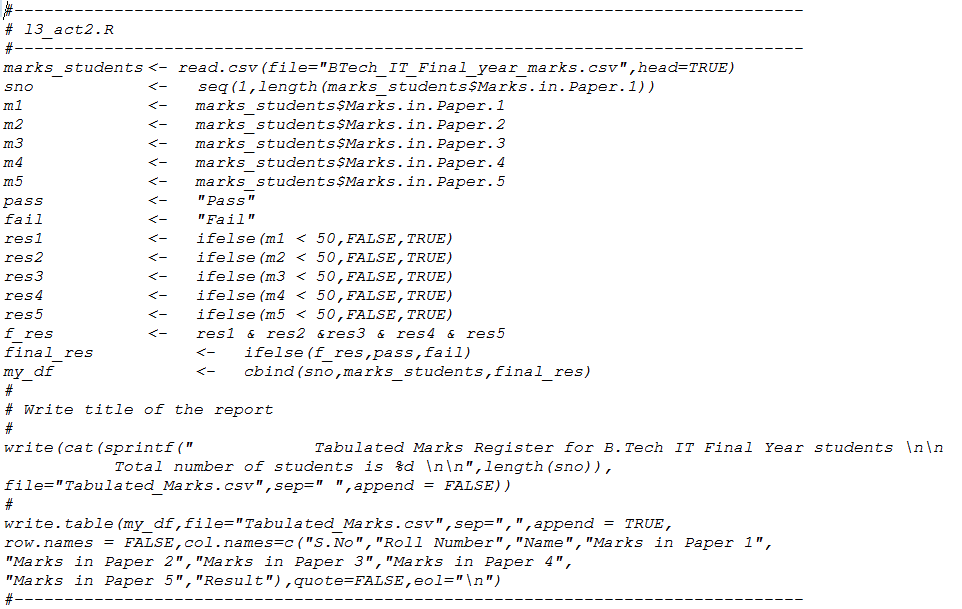 #-------------------------------------------------------------------------------
# l3_act2.R
#-------------------------------------------------------------------------------
marks_students <- read.csv(file="BTech_IT_Final_year_marks.csv",head=TRUE)
sno <- seq(1,length(marks_students$Marks.in.Paper.1))
m1 <- marks_students$Marks.in.Paper.1
m2 <- marks_students$Marks.in.Paper.2
m3 <- marks_students$Marks.in.Paper.3
m4 <- marks_students$Marks.in.Paper.4
m5 <- marks_students$Marks.in.Paper.5
pass <- "Pass"
fail <- "Fail"
res1 <- ifelse(m1 < 50,FALSE,TRUE)
res2 <- ifelse(m2 < 50,FALSE,TRUE)
res3 <- ifelse(m3 < 50,FALSE,TRUE)
res4 <- ifelse(m4 < 50,FALSE,TRUE)
res5 <- ifelse(m5 < 50,FALSE,TRUE)
f_res <- res1 & res2 &res3 & res4 & res5
final_res <- ifelse(f_res,pass,fail)
my_df <- cbind(sno,marks_students,final_res)
#
# Write title of the report
#
write(cat(sprintf("            Tabulated Marks Register for B.Tech IT Final Year students \n\n
           Total number of students is %d \n\n",length(sno)),
file="Tabulated_Marks.csv",sep=" ",append = FALSE))
#
write.table(my_df,file="Tabulated_Marks.csv",sep=",",append = TRUE,
row.names = FALSE,col.names=c("S.No","Roll Number","Name","Marks in Paper 1",
"Marks in Paper 2","Marks in Paper 3","Marks in Paper 4",
"Marks in Paper 5","Result"),quote=FALSE,eol="\n")
#-------------------------------------------------------------------------------